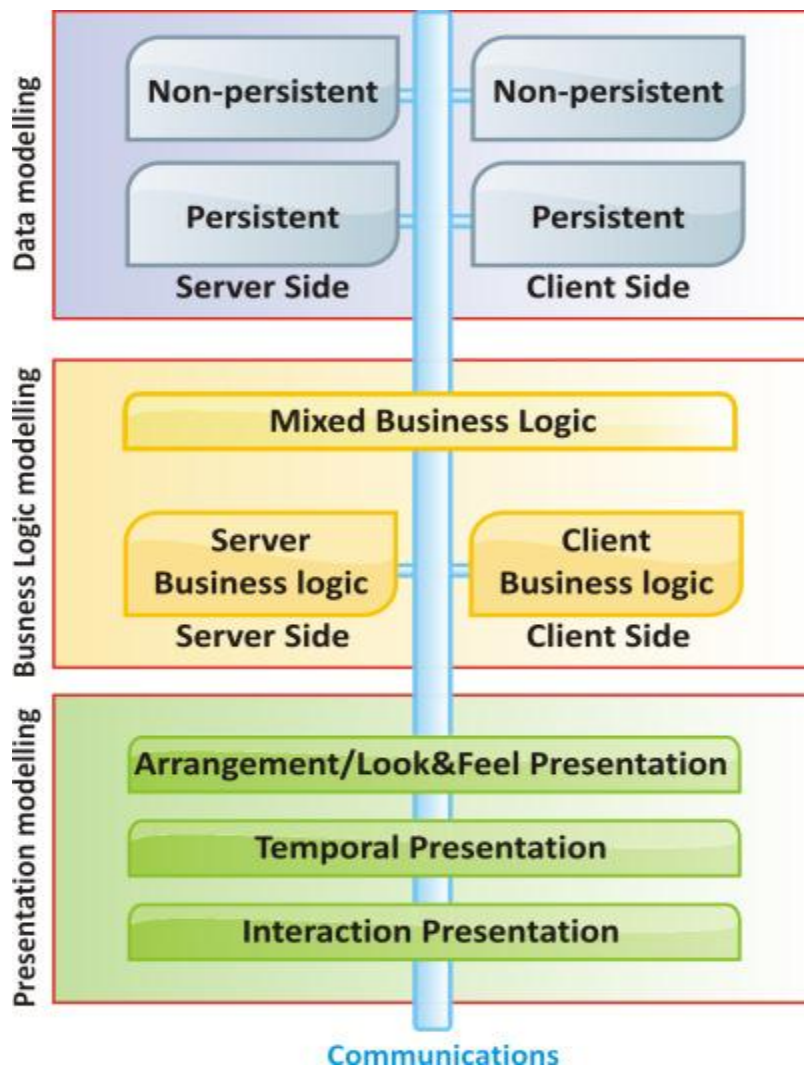 Data modelling
Non-persistent
Non-persistent
Persistent
Persistent
Server Side
Client Side
Busness Logic modelling
Mixed Business Logic
Server
Business logic
Client
Business logic
Server Side
Client Side
Presentation modelling
Arrangement/Look&Feel Presentation
Temporal Presentation
Interaction Presentation
Communications